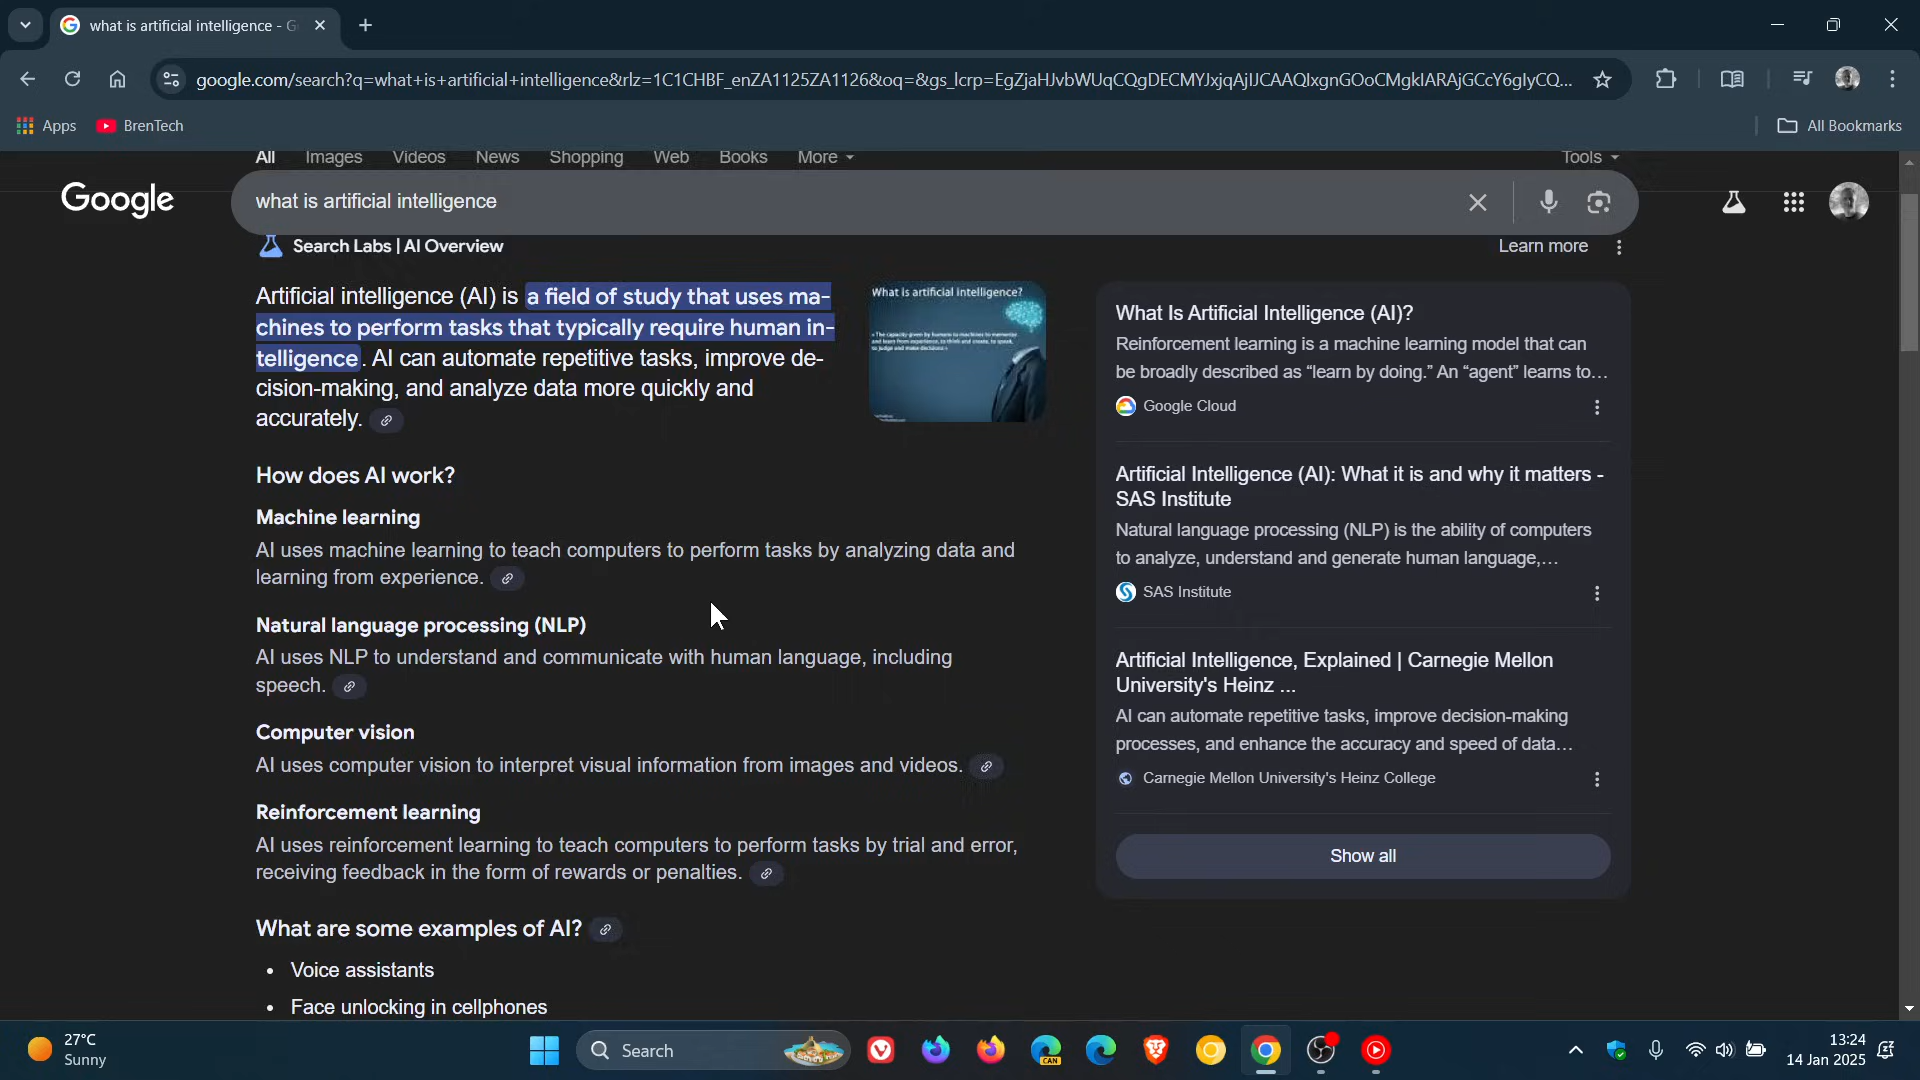 what is artificial intelligence - G
google.com/search?q=what+is+artificial+intelligence&rlz=1C1CHBF_enZA1125ZA1126&oq=&gs_lcrp=EgZjaHJvbWUqCQgDECMYJxjqAjIJCAAQIxgnGOoCMgkIARAjGCcY6gIyCQ...
Apps BrenTech All Bookmarks
All Images Videos News Shopping Web Books More Tools
Google what is artificial intelligence
Search Labs | AI Overview Learn more
Artificial intelligence (AI) is a field of study that uses ma-
chines to perform tasks that typically require human in-
telligence. AI can automate repetitive tasks, improve de-
cision-making, and analyze data more quickly and
accurately.
What is artificial intelligence?
How does AI work?
Machine learning
AI uses machine learning to teach computers to perform tasks by analyzing data and
learning from experience.
Natural language processing (NLP)
AI uses NLP to understand and communicate with human language, including
speech.
Computer vision
AI uses computer vision to interpret visual information from images and videos.
Reinforcement learning
AI uses reinforcement learning to teach computers to perform tasks by trial and error,
receiving feedback in the form of rewards or penalties.
What are some examples of AI?
• Voice assistants
• Face unlocking in cellphones
What Is Artificial Intelligence (AI)?
Reinforcement learning is a machine learning model that can
be broadly described as “learn by doing.” An “agent” learns to...
Google Cloud
Artificial Intelligence (AI): What it is and why it matters -
SAS Institute
Natural language processing (NLP) is the ability of computers
to analyze, understand and generate human language,...
SAS Institute
Artificial Intelligence, Explained | Carnegie Mellon
University's Heinz ...
AI can automate repetitive tasks, improve decision-making
processes, and enhance the accuracy and speed of data...
Carnegie Mellon University's Heinz College
Show all
27°C
Sunny
Search
CAN
13:24
14 Jan 2025